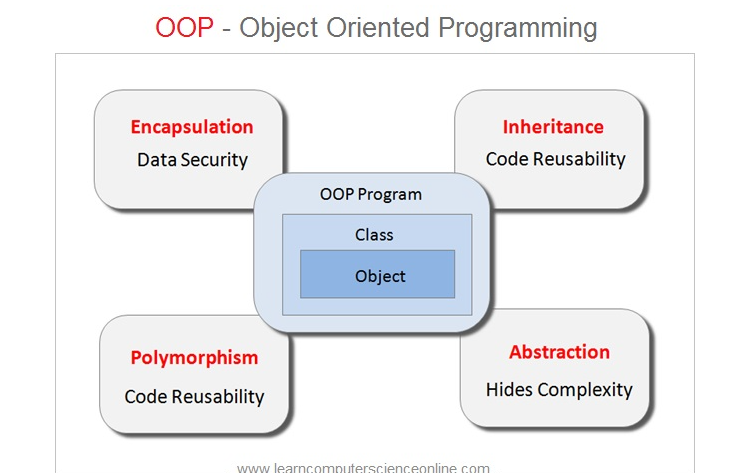 OOP - Object Oriented Programming
Encapsulation
Data Security
Inheritance
Code Reusability
OOP Program
Class
Object
Polymorphism
Code Reusability
Abstraction
Hides Complexity
www.learncomputerscienceonline.com